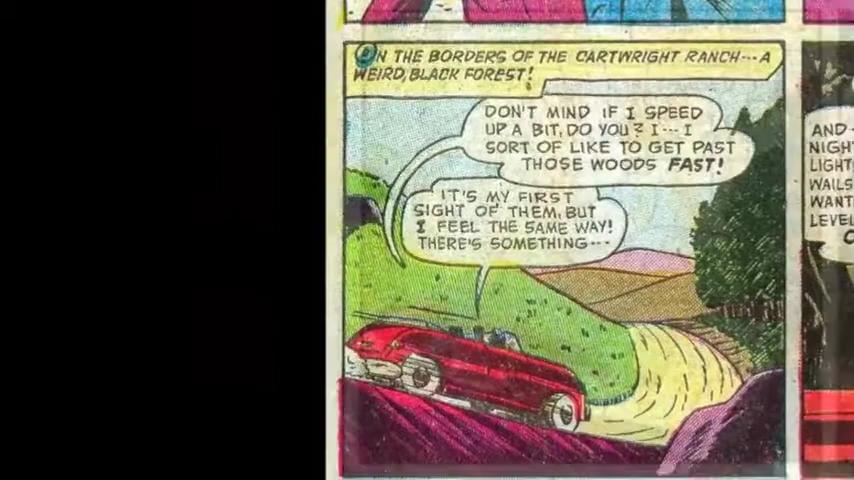 ON THE BORDERS OF THE CARTWRIGHT RANCH---A
WEIRD, BLACK FOREST!
DON'T MIND IF I SPEED
UP A BIT, DO YOU? I---I
SORT OF LIKE TO GET PAST
THOSE WOODS FAST!
IT'S MY FIRST
SIGHT OF THEM, BUT
I FEEL THE SAME WAY!
THERE'S SOMETHING---
AND
NIGH
LIGHT
WAILS
WANT
LEVEL